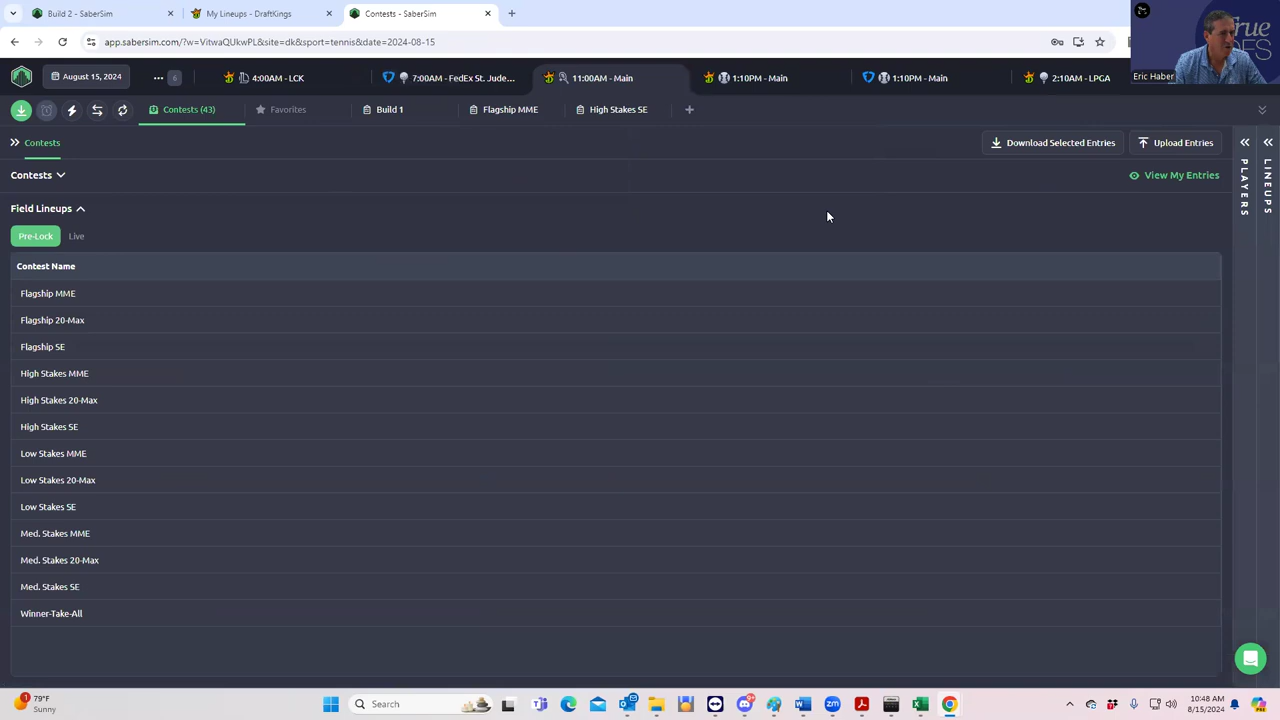 Build 2 - SaberSim
My Lineups - DraftKings
Contests - SaberSim
app.sabersim.com/?w=VitwaQUkwPL&site=dk&sport=tennis&date=2024-08-15
True
DFS
Eric Haber
August 15, 2024
6
4:00AM - LCK
7:00AM - FedEx St. Jude...
11:00AM - Main
1:10PM - Main
1:10PM - Main
2:10AM - LPGA
Contests (43)
Favorites
Build 1
Flagship MME
High Stakes SE
Contests
Download Selected Entries
Upload Entries
Contests
View My Entries
Field Lineups
Pre-Lock
Live
Contest Name
Flagship MME
Flagship 20-Max
Flagship SE
High Stakes MME
High Stakes 20-Max
High Stakes SE
Low Stakes MME
Low Stakes 20-Max
Low Stakes SE
Med. Stakes MME
Med. Stakes 20-Max
Med. Stakes SE
Winner-Take-All
PLAYERS
LINEUPS
1
79°F
Sunny
Search
10:48 AM
8/15/2024